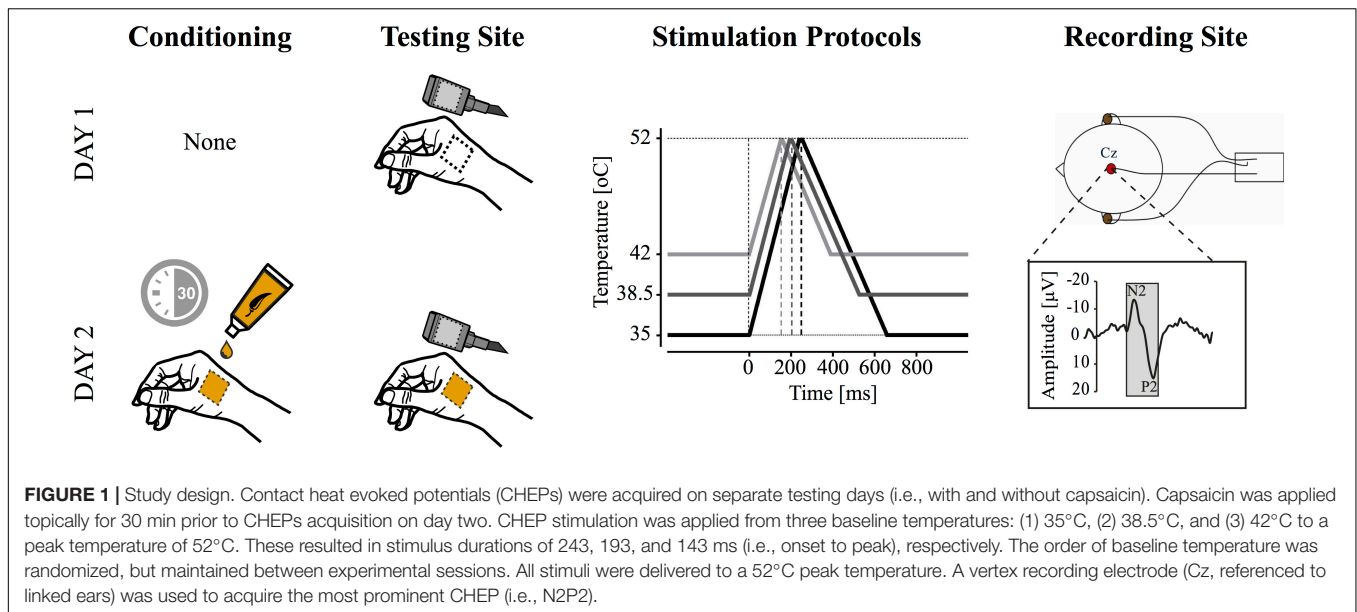 Conditioning Testing Site Stimulation Protocols Recording Site
DAY 1
None
DAY 2
30
Temperature [oC]
52
42
38.5
35
0 200 400 600 800
Time [ms]
Cz
Amplitude [µV]
-20
-10
0
10
20
N2
P2
FIGURE 1 | Study design. Contact heat evoked potentials (CHEPs) were acquired on separate testing days (i.e., with and without capsaicin). Capsaicin was applied
topically for 30 min prior to CHEPs acquisition on day two. CHEP stimulation was applied from three baseline temperatures: (1) 35°C, (2) 38.5°C, and (3) 42°C to a
peak temperature of 52°C. These resulted in stimulus durations of 243, 193, and 143 ms (i.e., onset to peak), respectively. The order of baseline temperature was
randomized, but maintained between experimental sessions. All stimuli were delivered to a 52°C peak temperature. A vertex recording electrode (Cz, referenced to
linked ears) was used to acquire the most prominent CHEP (i.e., N2P2).